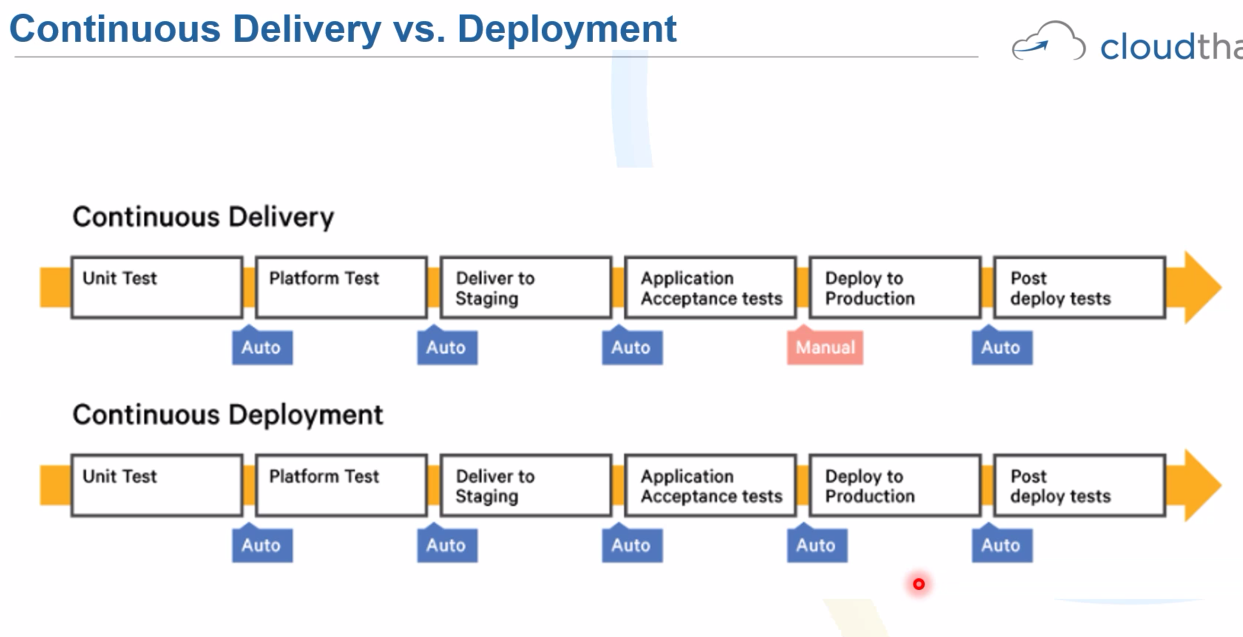 Continuous Delivery vs. Deployment
Continuous Delivery
Unit Test
Platform Test
Deliver to
Staging
Application
Acceptance tests
Deploy to
Production
Post
deploy tests
Auto
Auto
Auto
Manual
Auto
Continuous Deployment
Unit Test
Platform Test
Deliver to
Staging
Application
Acceptance tests
Deploy to
Production
Post
deploy tests
Auto
Auto
Auto
Auto
Auto